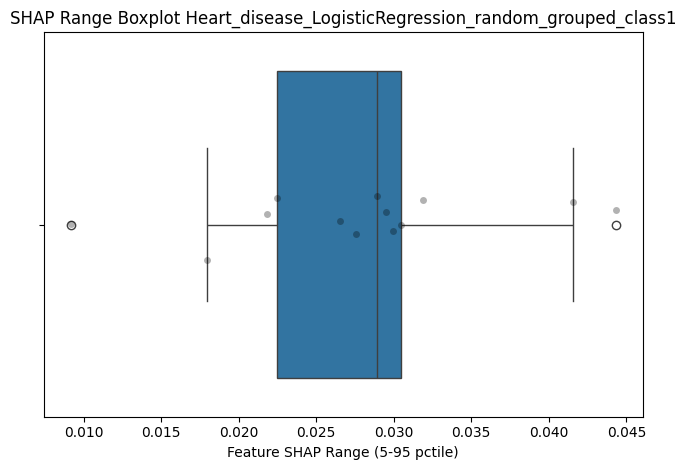 SHAP Range Boxplot Heart_disease_LogisticRegression_random_grouped_class1
0.010 0.015 0.020 0.025 0.030 0.035 0.040 0.045
Feature SHAP Range (5-95 pctile)